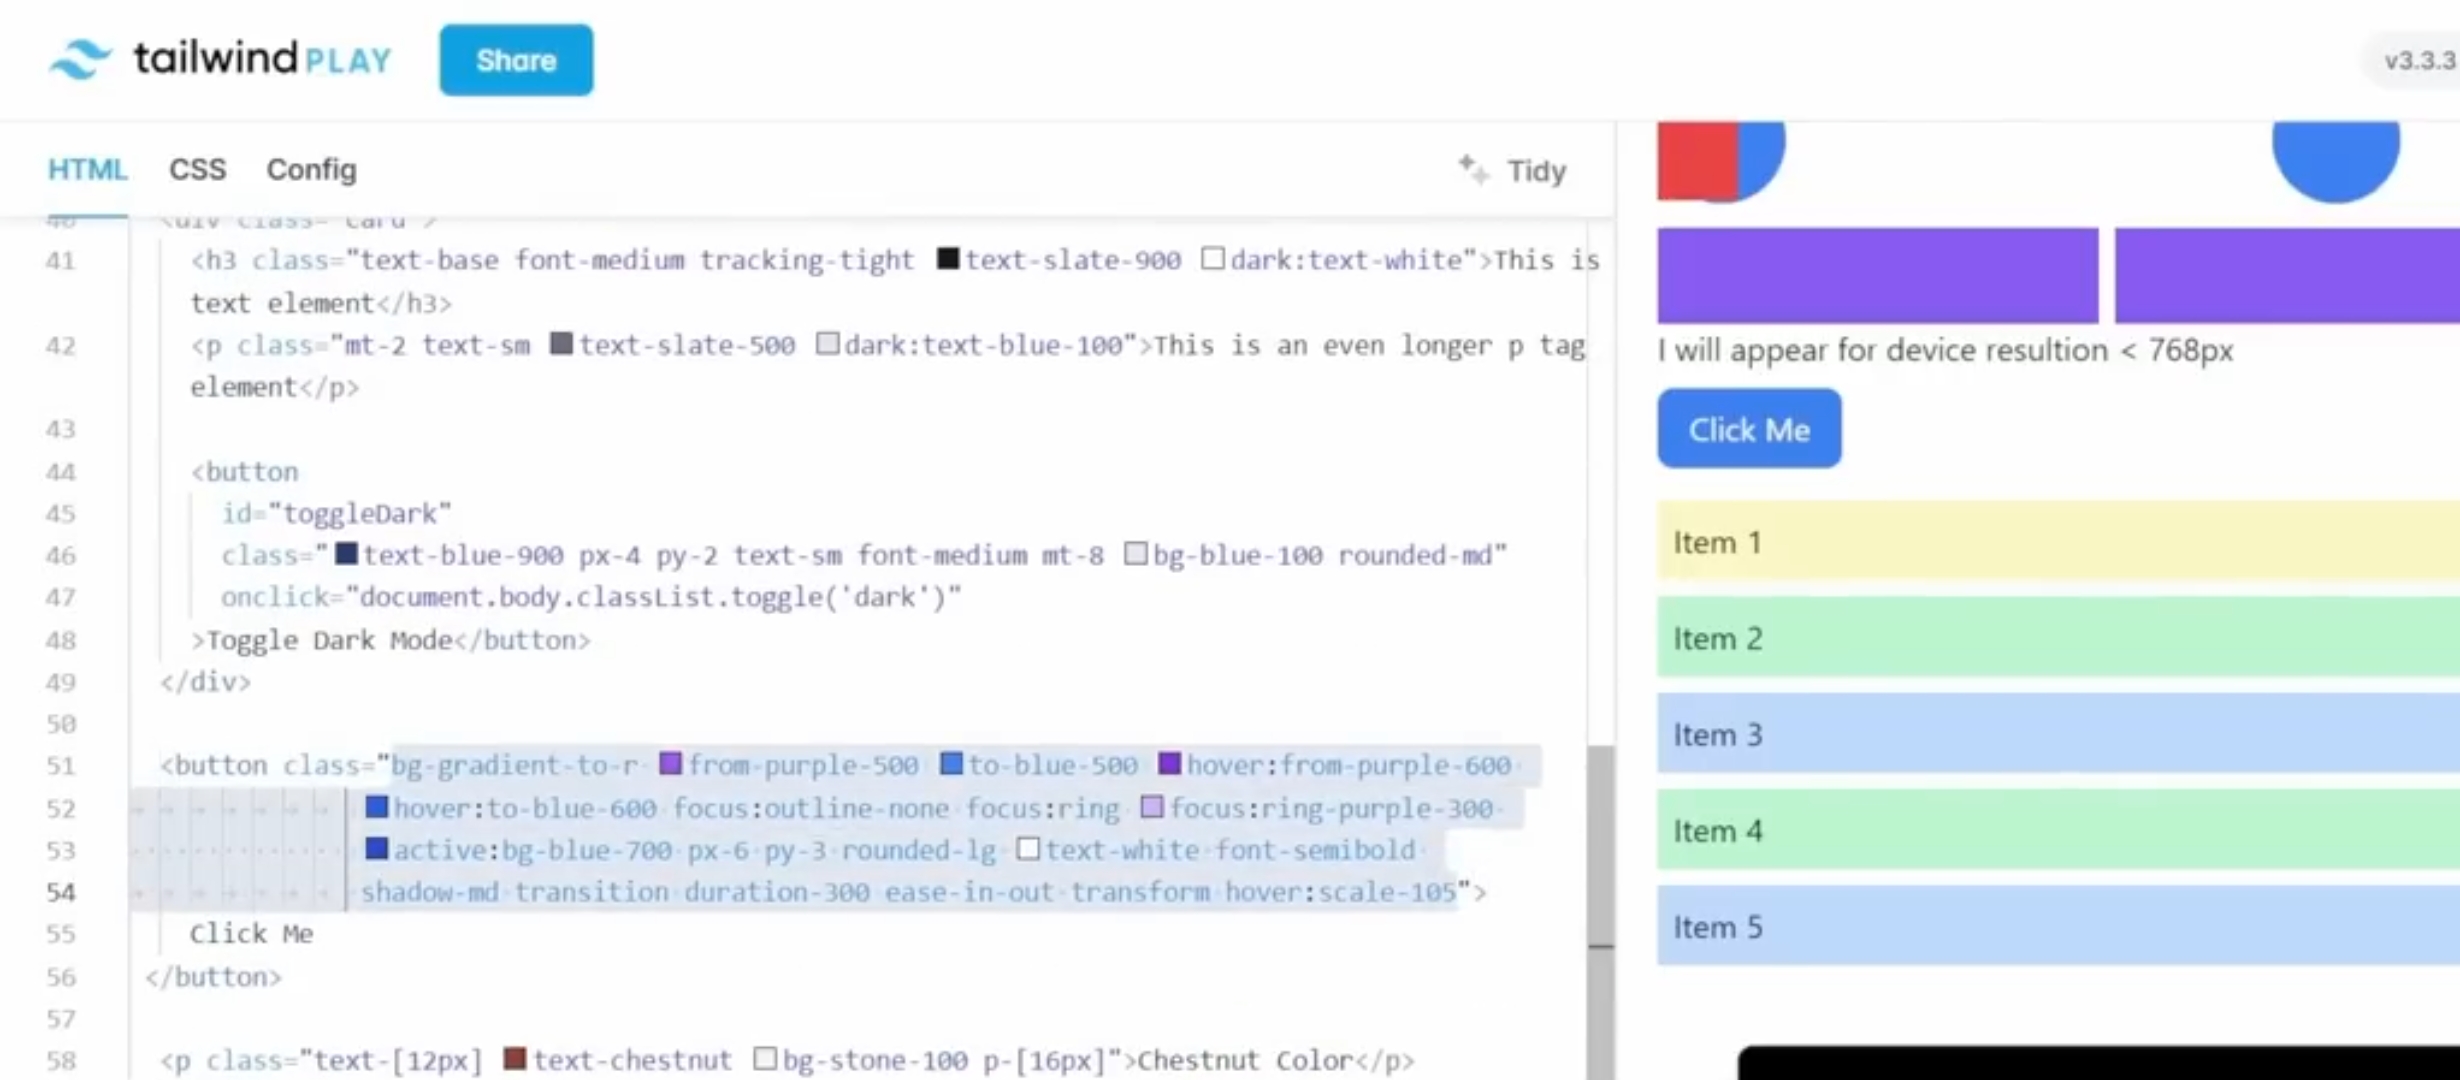 tailwind PLAY
Share
v3.3.3
HTML CSS Config
Tidy
40 <div class="card">
41 <h3 class="text-base font-medium tracking-tight text-slate-900 dark:text-white">This is
text element</h3>
42 <p class="mt-2 text-sm text-slate-500 dark:text-blue-100">This is an even longer p tag
element</p>
43
44 <button
45 id="toggleDark"
46 class=" text-blue-900 px-4 py-2 text-sm font-medium mt-8 bg-blue-100 rounded-md"
47 onclick="document.body.classList.toggle('dark')"
48 >Toggle Dark Mode</button>
49 </div>
50
51 <button class="bg-gradient-to-r from-purple-500 to-blue-500 hover:from-purple-600
52 hover:to-blue-600 focus:outline-none focus:ring focus:ring-purple-300
53 active:bg-blue-700 px-6 py-3 rounded-lg text-white font-semibold
54 shadow-md transition duration-300 ease-in-out transform hover:scale-105">
55 Click Me
56 </button>
57
58 <p class="text-[12px] text-chestnut bg-stone-100 p-[16px]">Chestnut Color</p>
I will appear for device resultion < 768px
Click Me
Item 1
Item 2
Item 3
Item 4
Item 5